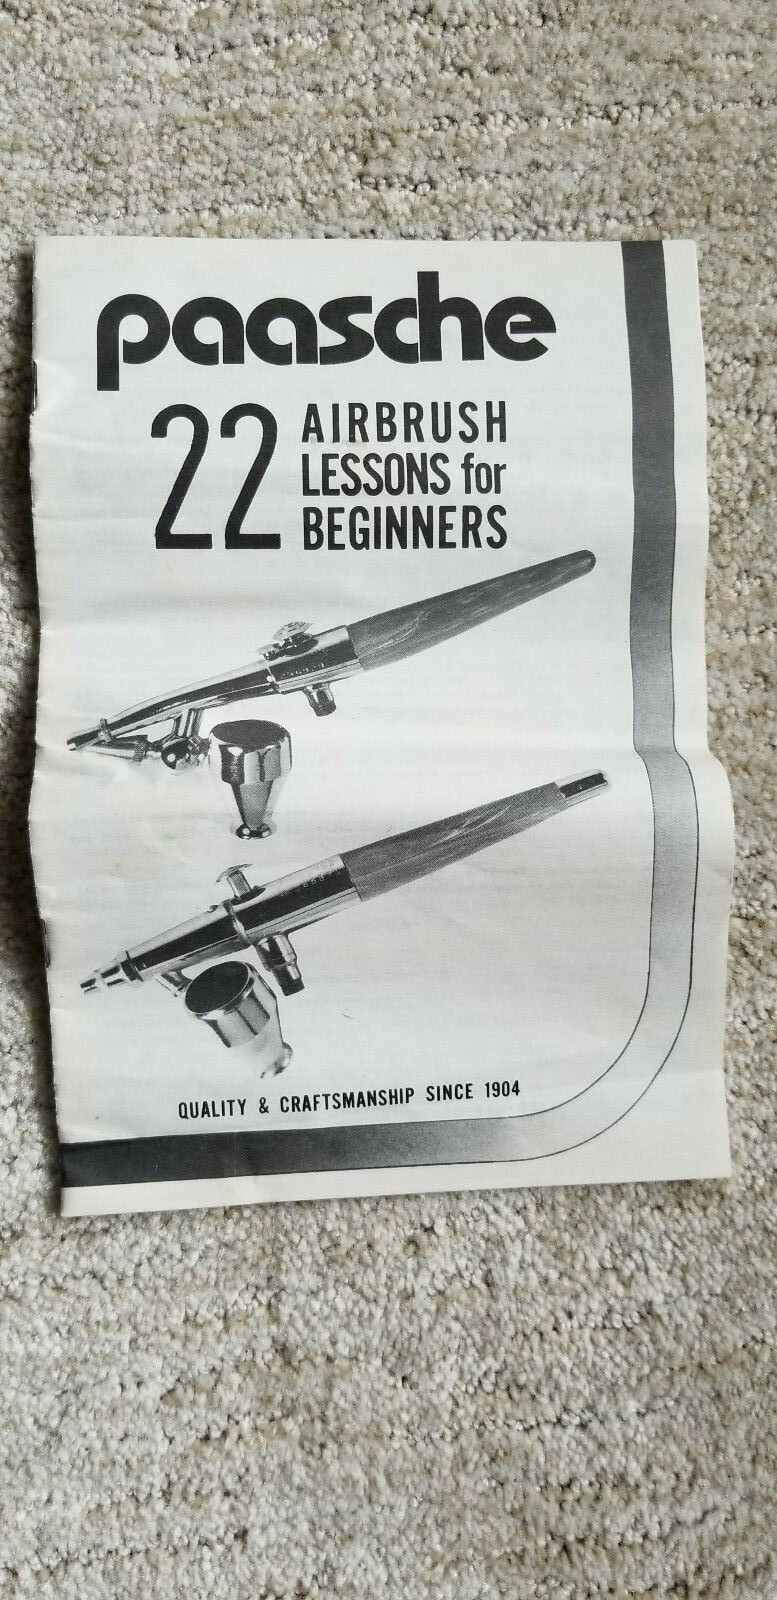 paasche
22 AIRBRUSH
LESSONS for
BEGINNERS
QUALITY & CRAFTSMANSHIP SINCE 1904